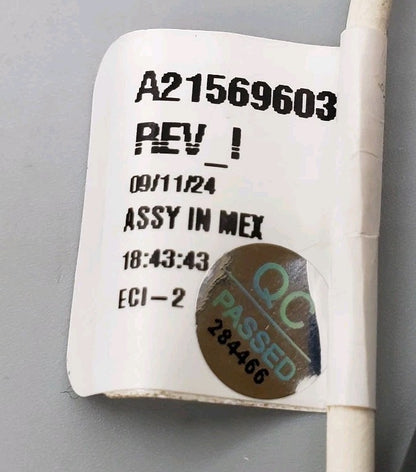 A21569603
REV_I
09/11/24
ASSY IN MEX
18:43:43
ECI-2
QC
PASSED
284466